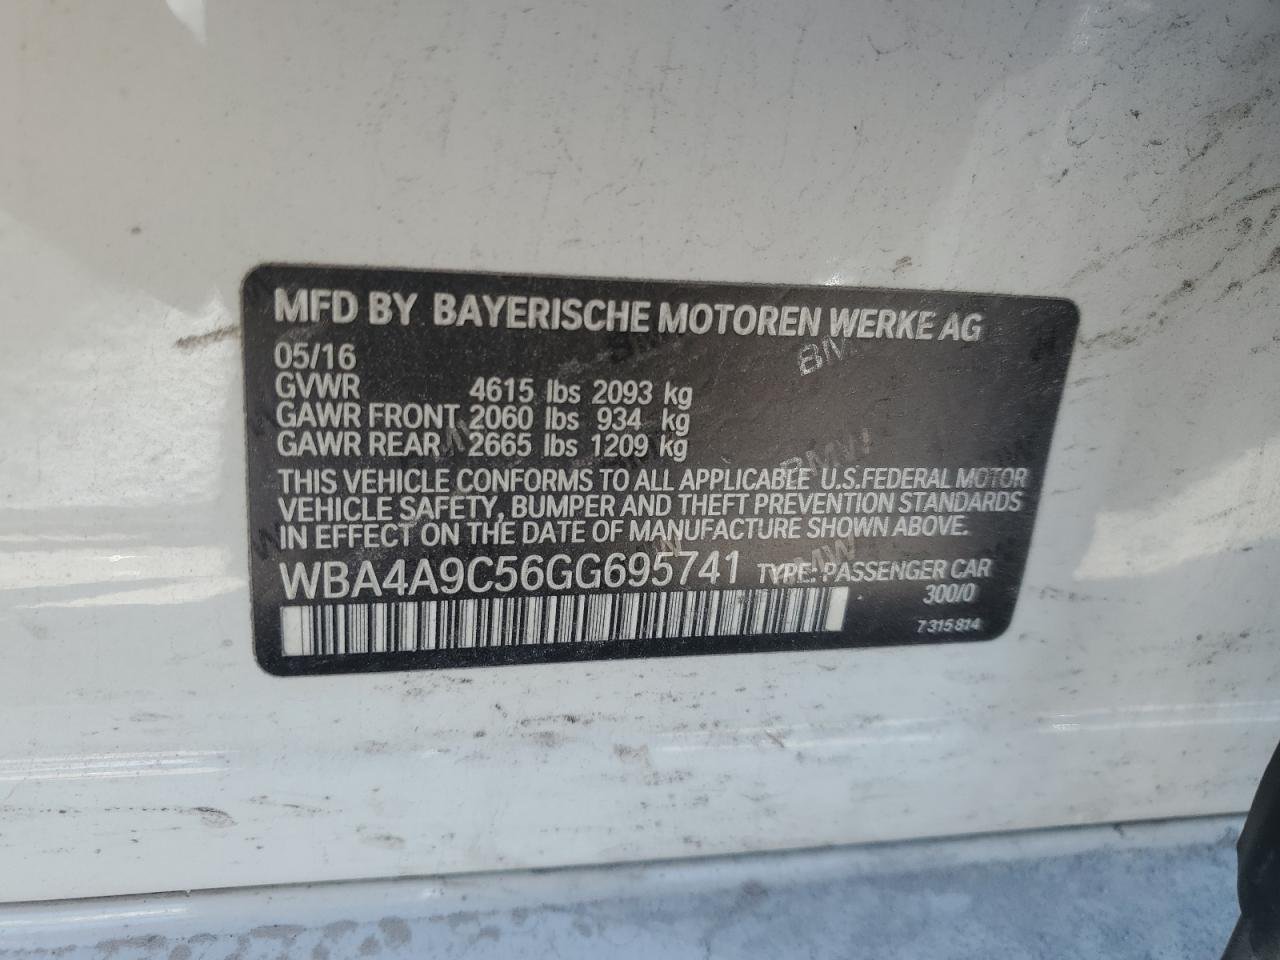 MFD BY BAYERISCHE MOTOREN WERKE AG
05/16
GVWR 4615 lbs 2093 kg
GAWR FRONT 2060 lbs 934 kg
GAWR REAR 2665 lbs 1209 kg
THIS VEHICLE CONFORMS TO ALL APPLICABLE U.S.FEDERAL MOTOR
VEHICLE SAFETY, BUMPER AND THEFT PREVENTION STANDARDS
IN EFFECT ON THE DATE OF MANUFACTURE SHOWN ABOVE.
WBA4A9C56GG695741 TYPE: PASSENGER CAR
300/0
7 315 814